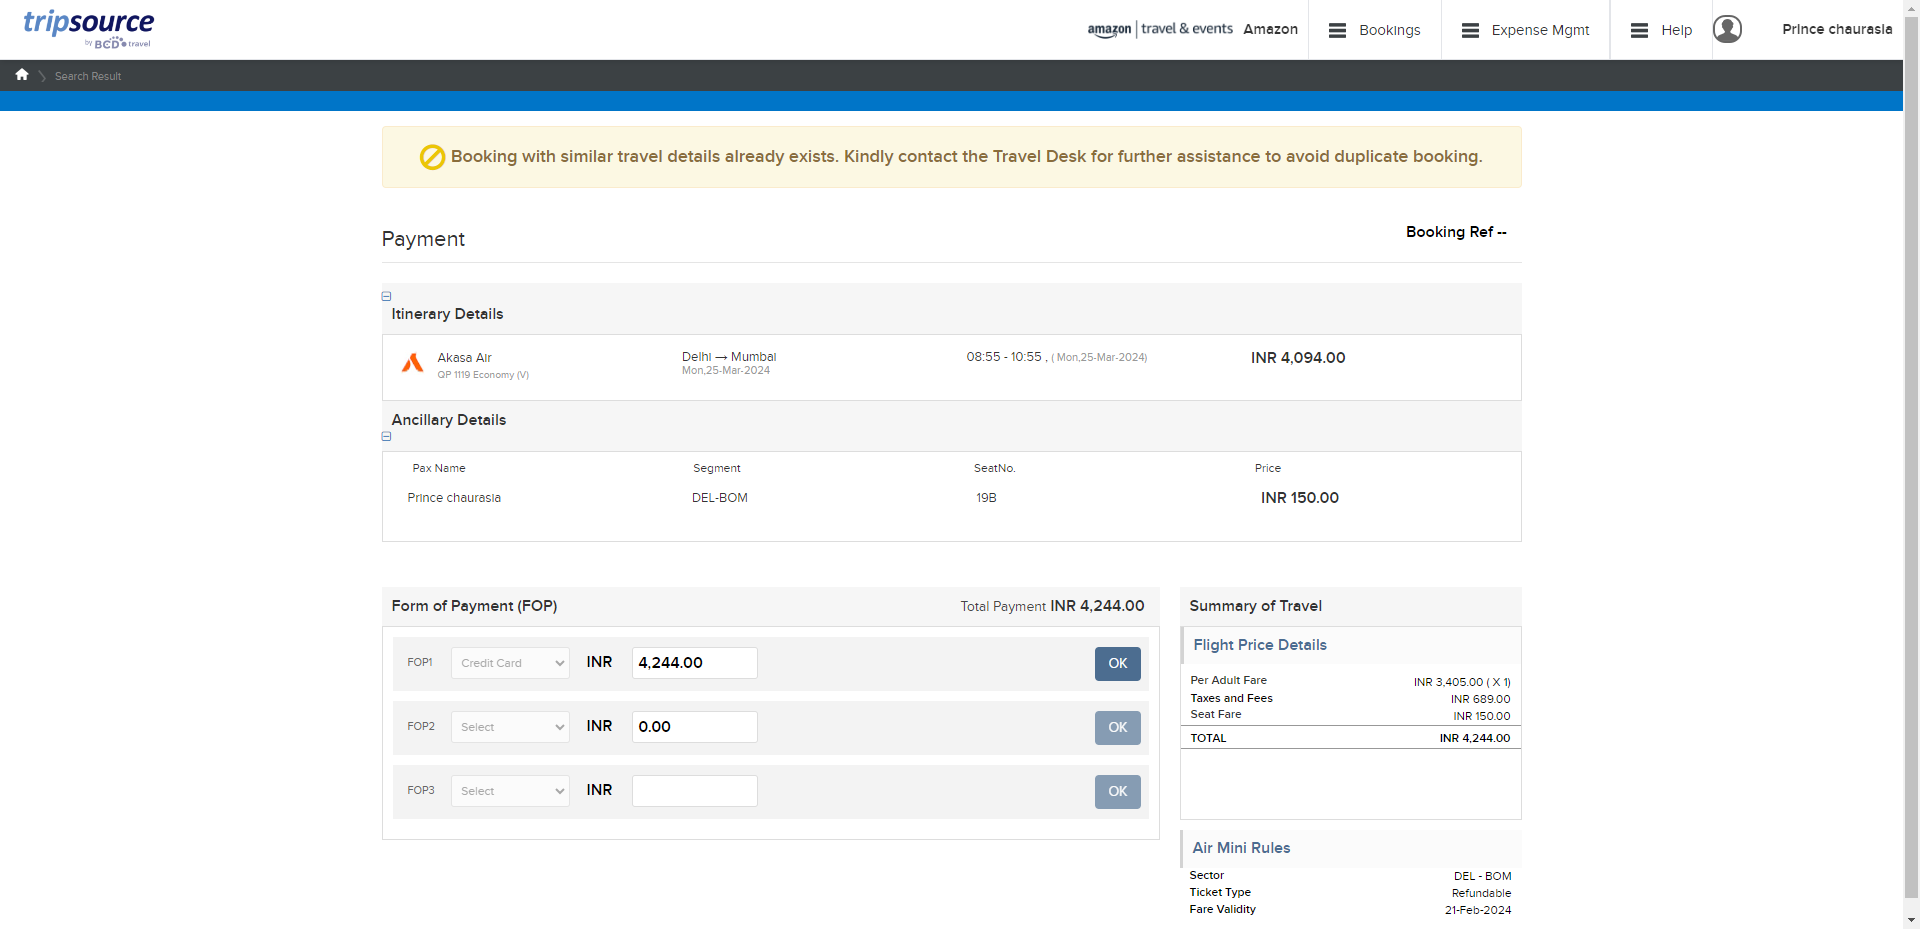 tripsource
by BCD travel
amazon | travel & events Amazon
Bookings
Expense Mgmt
Help
Prince chaurasia
Search Result
Booking with similar travel details already exists. Kindly contact the Travel Desk for further assistance to avoid duplicate booking.
Payment
Booking Ref --
Itinerary Details
Akasa Air
QP 1119 Economy (V)
Delhi → Mumbai
Mon,25-Mar-2024
08:55 - 10:55 , ( Mon,25-Mar-2024)
INR 4,094.00
Ancillary Details
Pax Name Segment SeatNo. Price
Prince chaurasia DEL-BOM 19B INR 150.00
Form of Payment (FOP) Total Payment INR 4,244.00
FOP1 Credit Card INR 4,244.00 OK
FOP2 Select INR 0.00 OK
FOP3 Select INR OK
Summary of Travel
Flight Price Details
Per Adult Fare INR 3,405.00 ( X 1)
Taxes and Fees INR 689.00
Seat Fare INR 150.00
TOTAL INR 4,244.00
Air Mini Rules
Sector DEL - BOM
Ticket Type Refundable
Fare Validity 21-Feb-2024